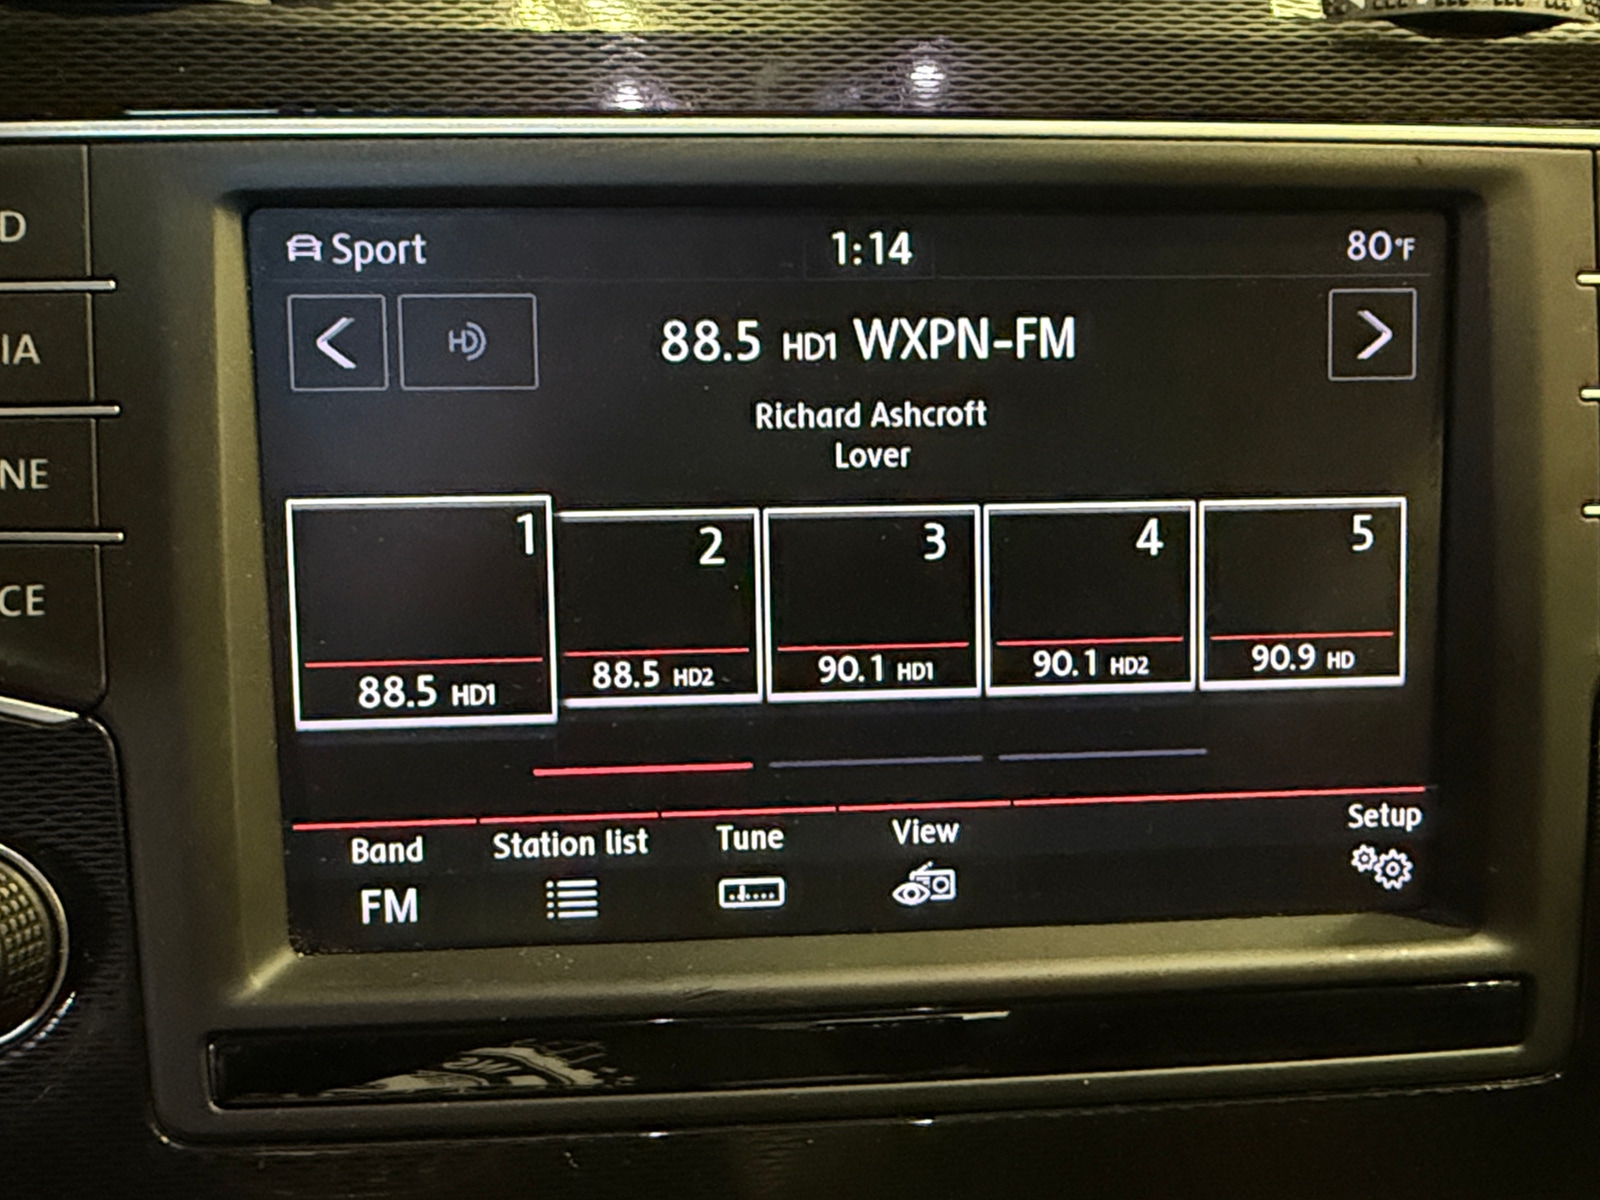 D
IA
NE
CE
Sport 1:14 80°F
HD 88.5 HD1 WXPN-FM
Richard Ashcroft
Lover
1 2 3 4 5
88.5 HD1 88.5 HD2 90.1 HD1 90.1 HD2 90.9 HD
Band Station list Tune View Setup
FM